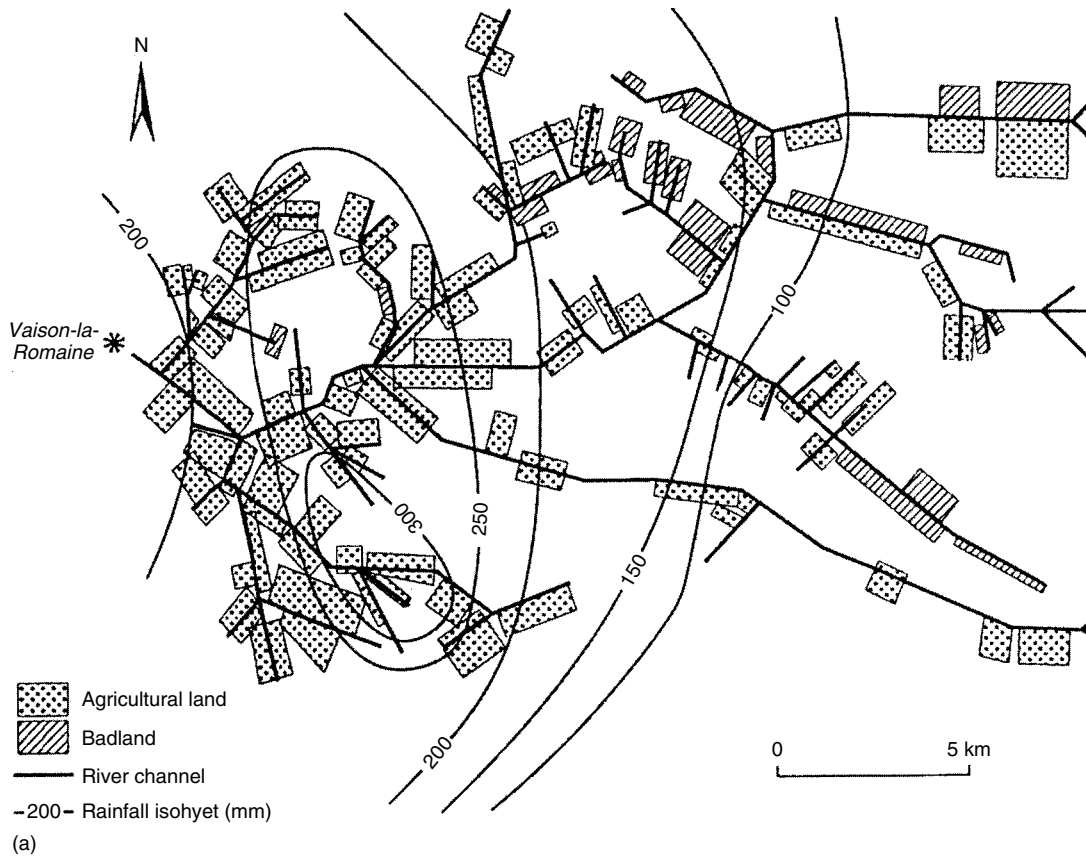 N
200
Vaison-la-
Romaine
100
300
250
150
200
Agricultural land
Badland
River channel
-200- Rainfall isohyet (mm)
0 5 km
(a)